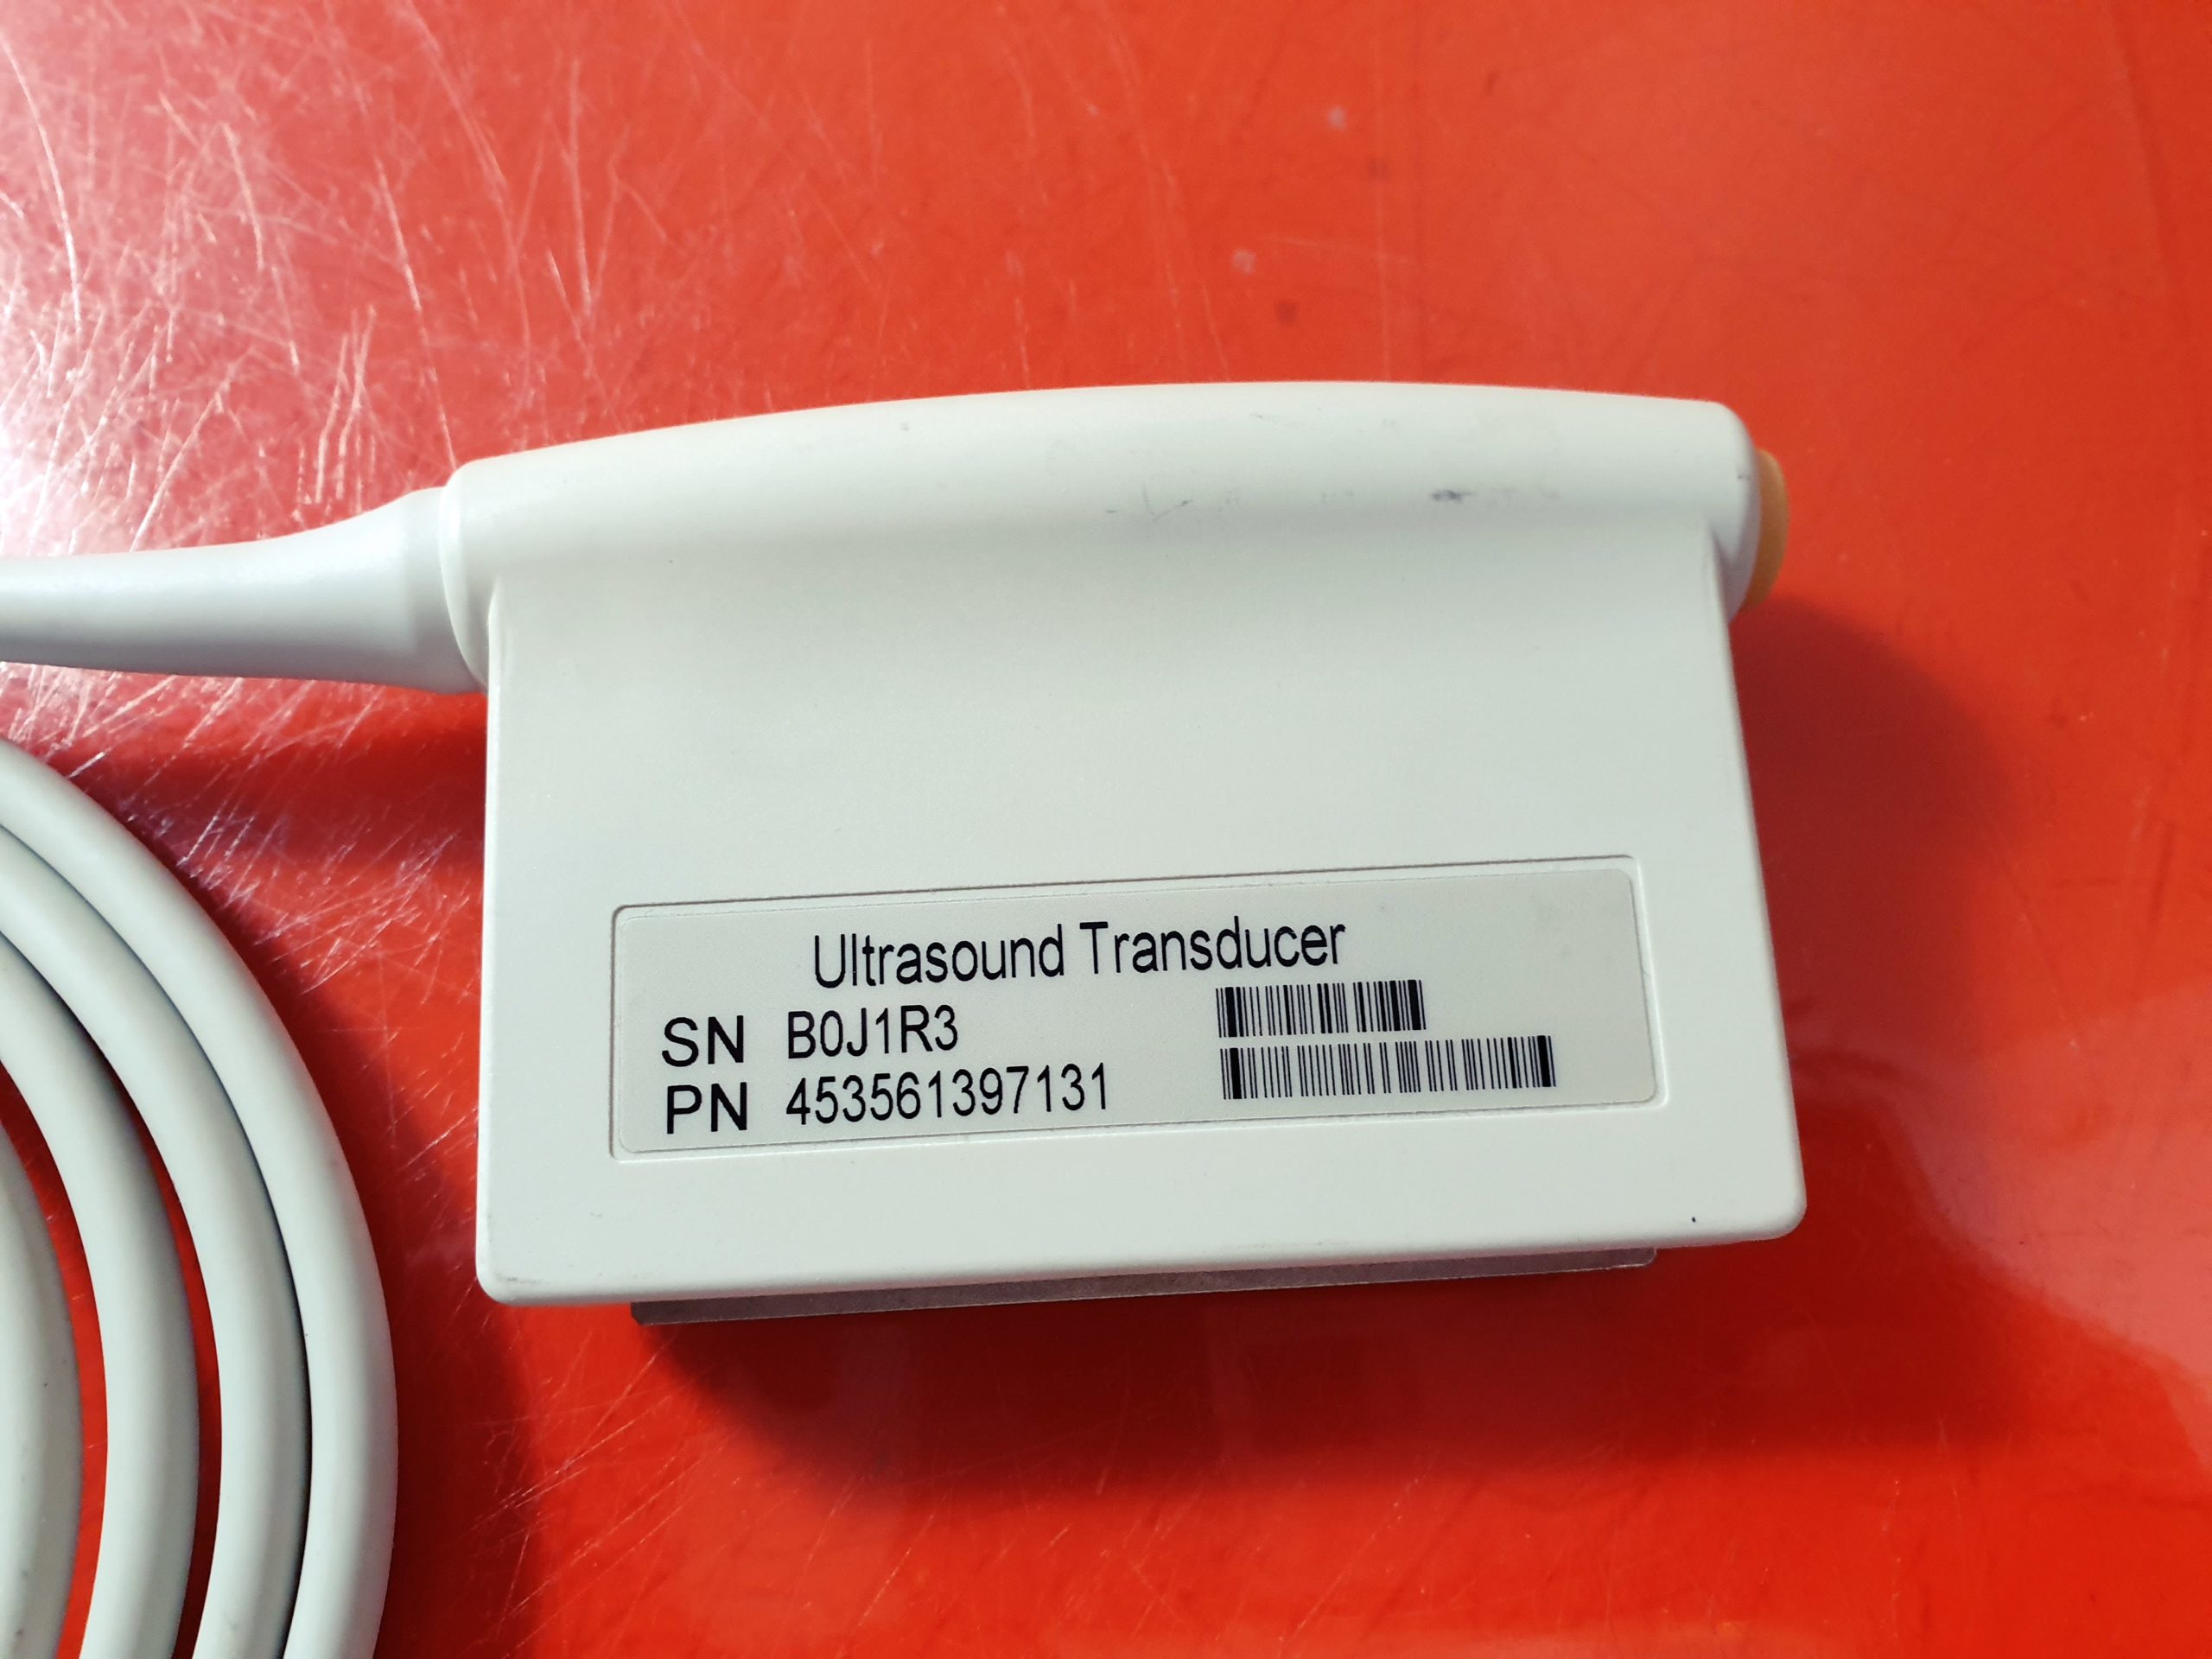 Ultrasound Transducer
SN B0J1R3
PN 453561397131